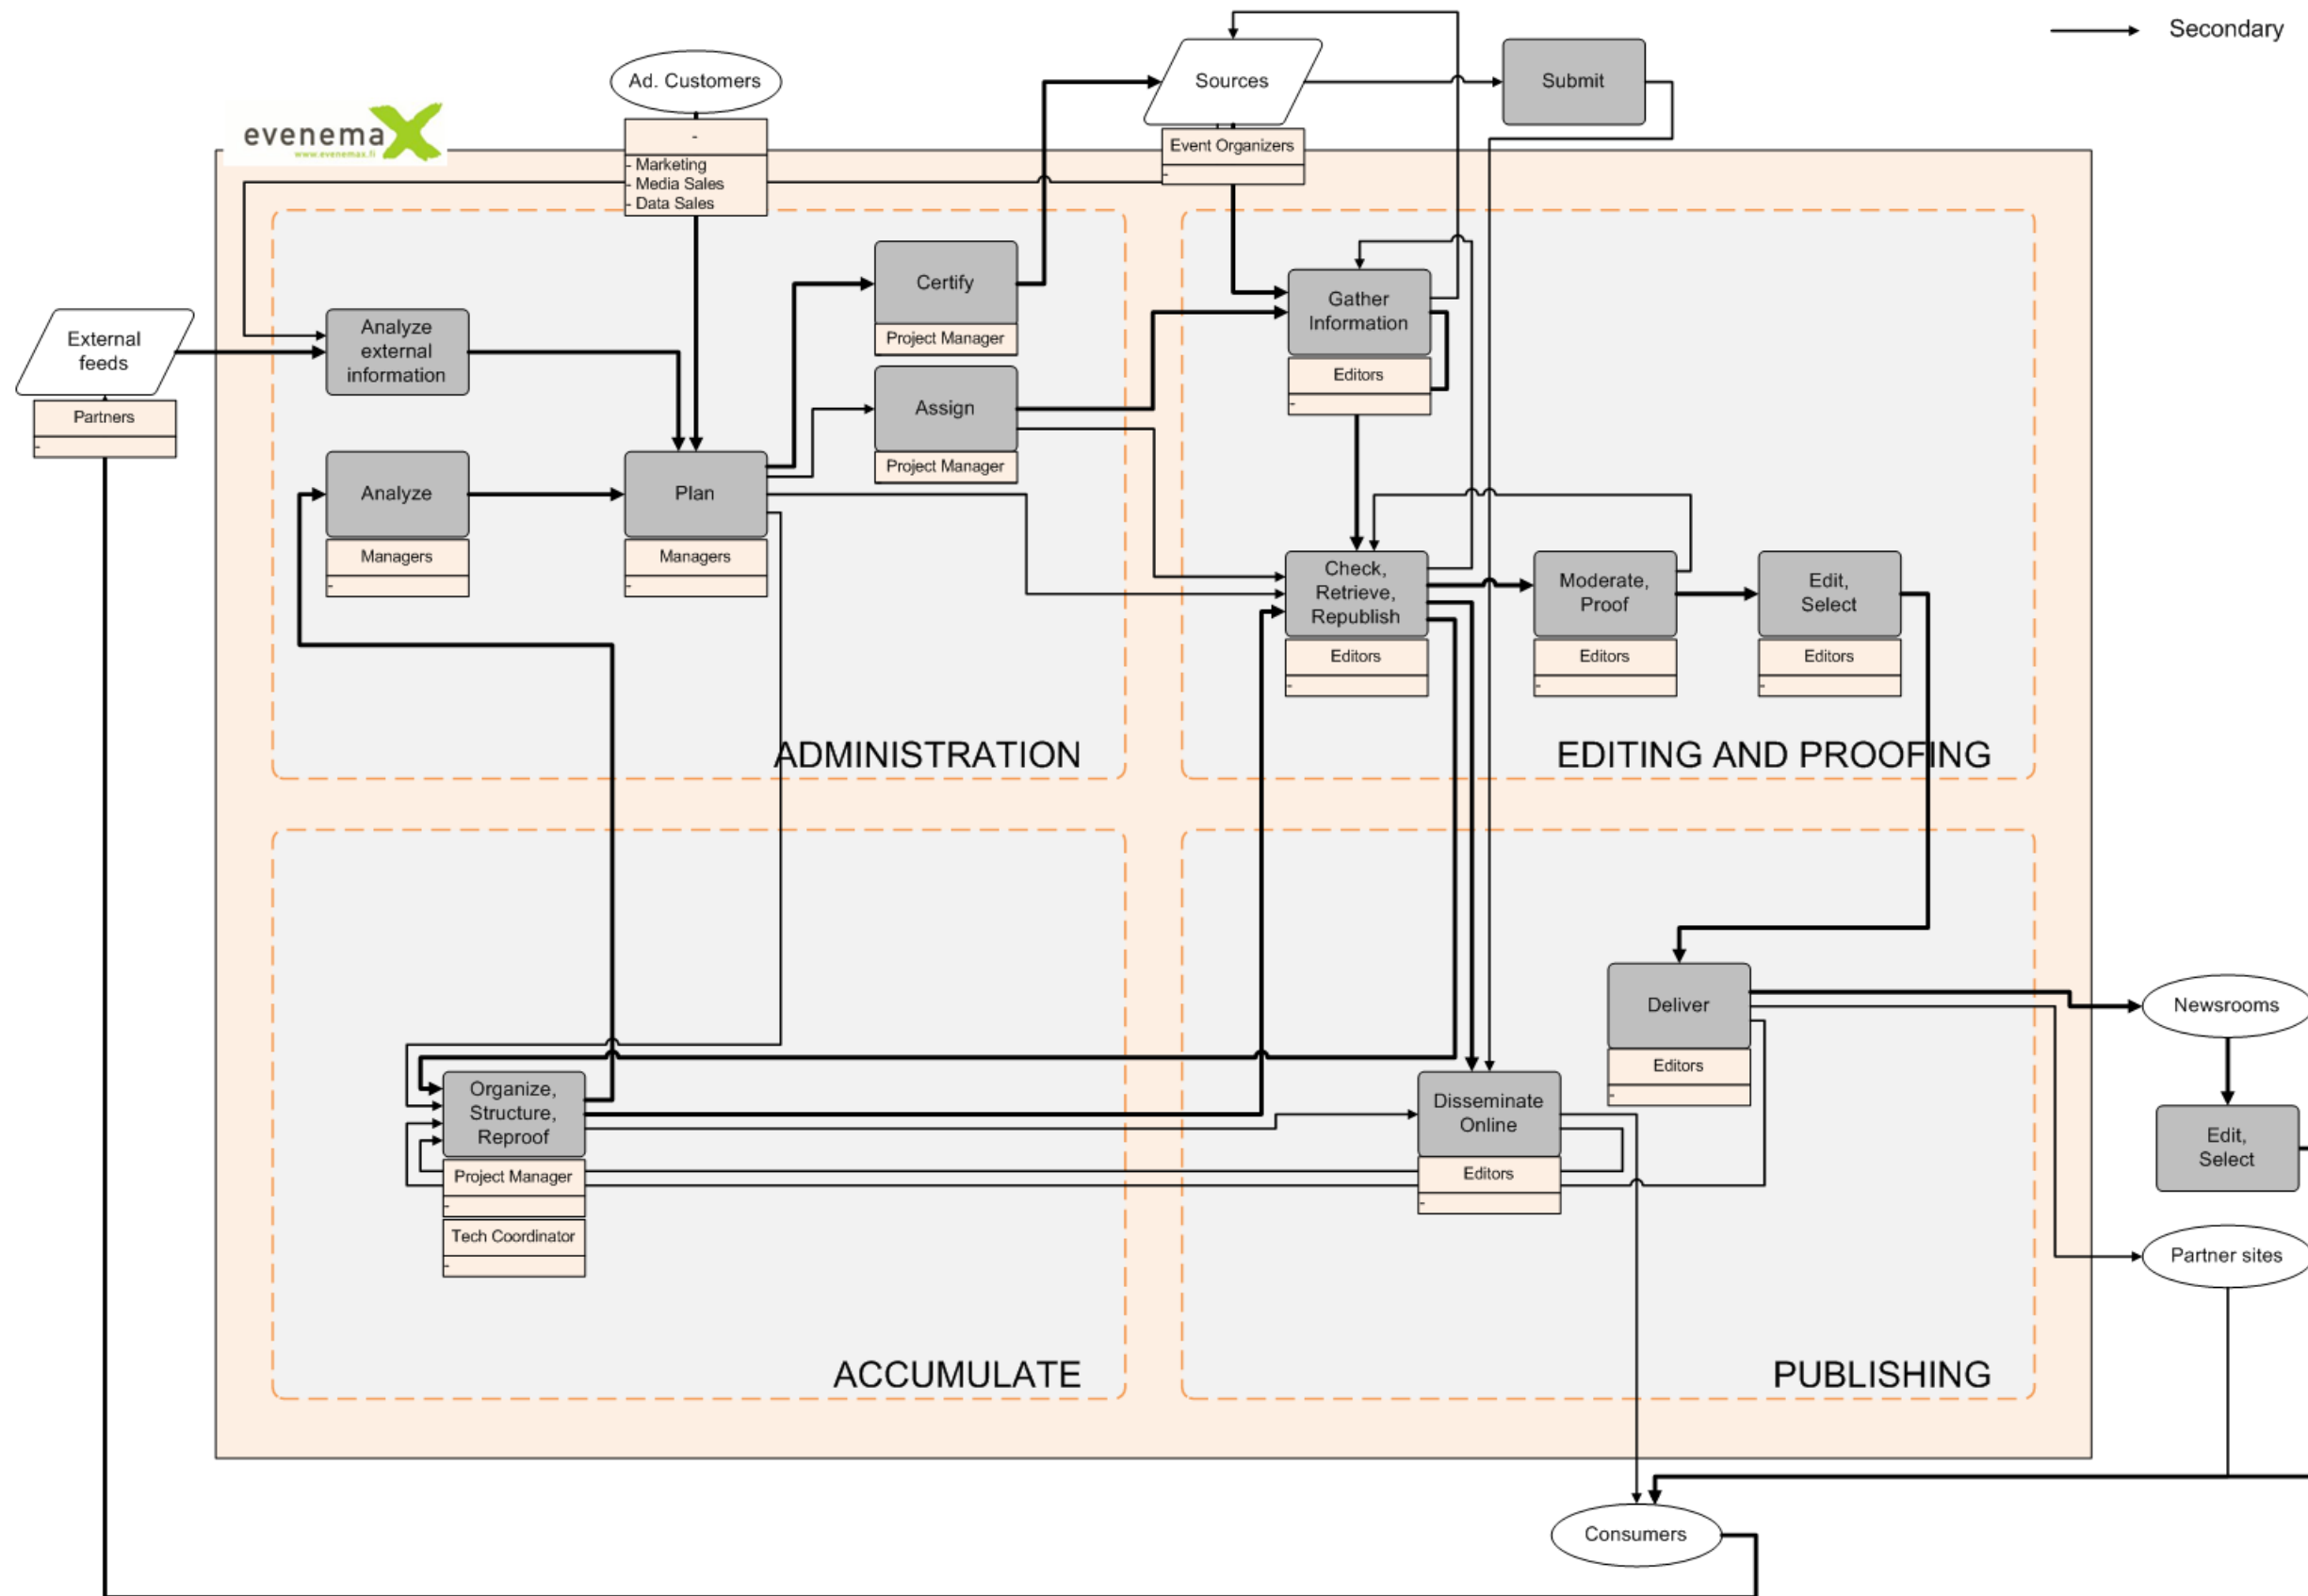 Secondary
Ad. Customers
Sources
Submit
evenemaX
www.evenemax.fi
-
- Marketing
- Media Sales
- Data Sales
Event Organizers
-
Certify
Project Manager
Gather
Information
Editors
-
External
feeds
Partners
-
Analyze
external
information
Assign
Project Manager
Analyze
Managers
-
Plan
Managers
-
Check,
Retrieve,
Republish
Editors
-
Moderate,
Proof
Editors
-
Edit,
Select
Editors
-
ADMINISTRATION
EDITING AND PROOFING
Deliver
Editors
-
Newsrooms
Organize,
Structure,
Reproof
Project Manager
-
Tech Coordinator
-
Disseminate
Online
Editors
-
Edit,
Select
Partner sites
ACCUMULATE
PUBLISHING
Consumers